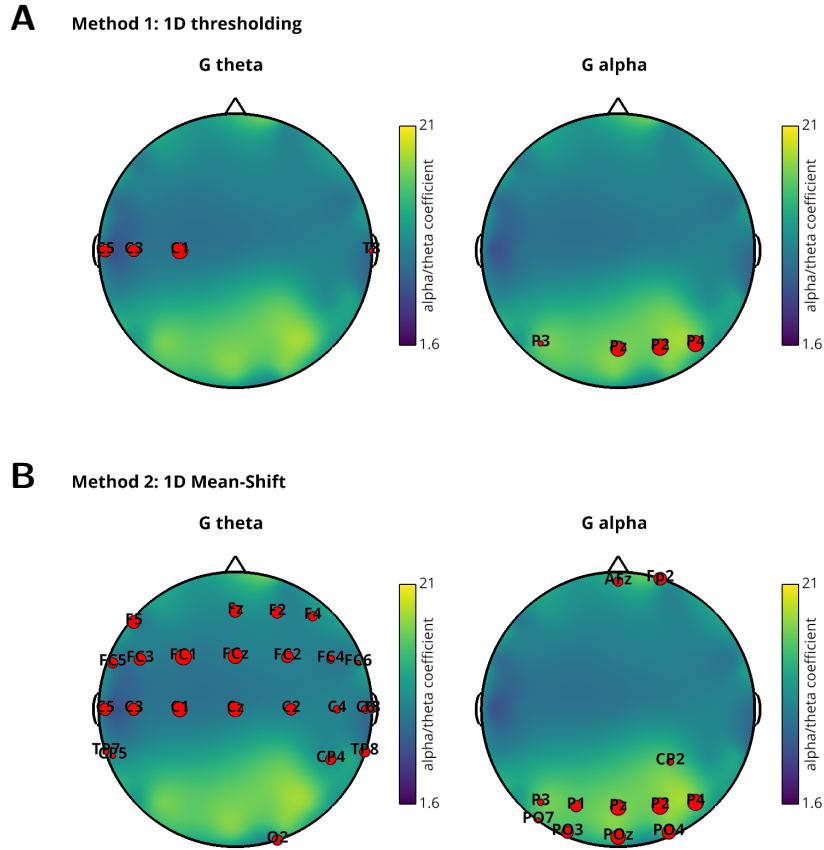 A Method 1: 1D thresholding
G theta
G alpha
21
alpha/theta coefficient
1.6
C5 C3 C1 T8
21
alpha/theta coefficient
1.6
P3 Pz P2 P4
B Method 2: 1D Mean-Shift
G theta
G alpha
21
alpha/theta coefficient
1.6
F5 Fz F2 F4
FC5 FC3 FC1 FCz FC2 FC4 FC6
C5 C3 C1 Cz C2 C4 C6 T8
TP7 CP5 CP4 TP8
O2
21
alpha/theta coefficient
1.6
AFz Fp2
CP2
P3 P1 Pz P2 P4
PO7 PO3 POz PO4